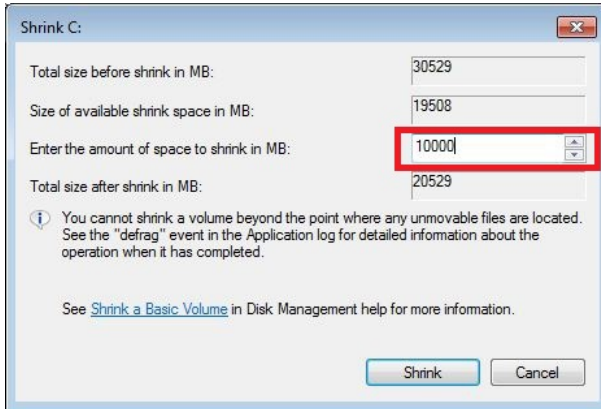 Shrink C:
Total size before shrink in MB: 30529
Size of available shrink space in MB: 19508
Enter the amount of space to shrink in MB: 10000
Total size after shrink in MB: 20529
You cannot shrink a volume beyond the point where any unmovable files are located.
See the "defrag" event in the Application log for detailed information about the
operation when it has completed.
See Shrink a Basic Volume in Disk Management help for more information.
Shrink Cancel